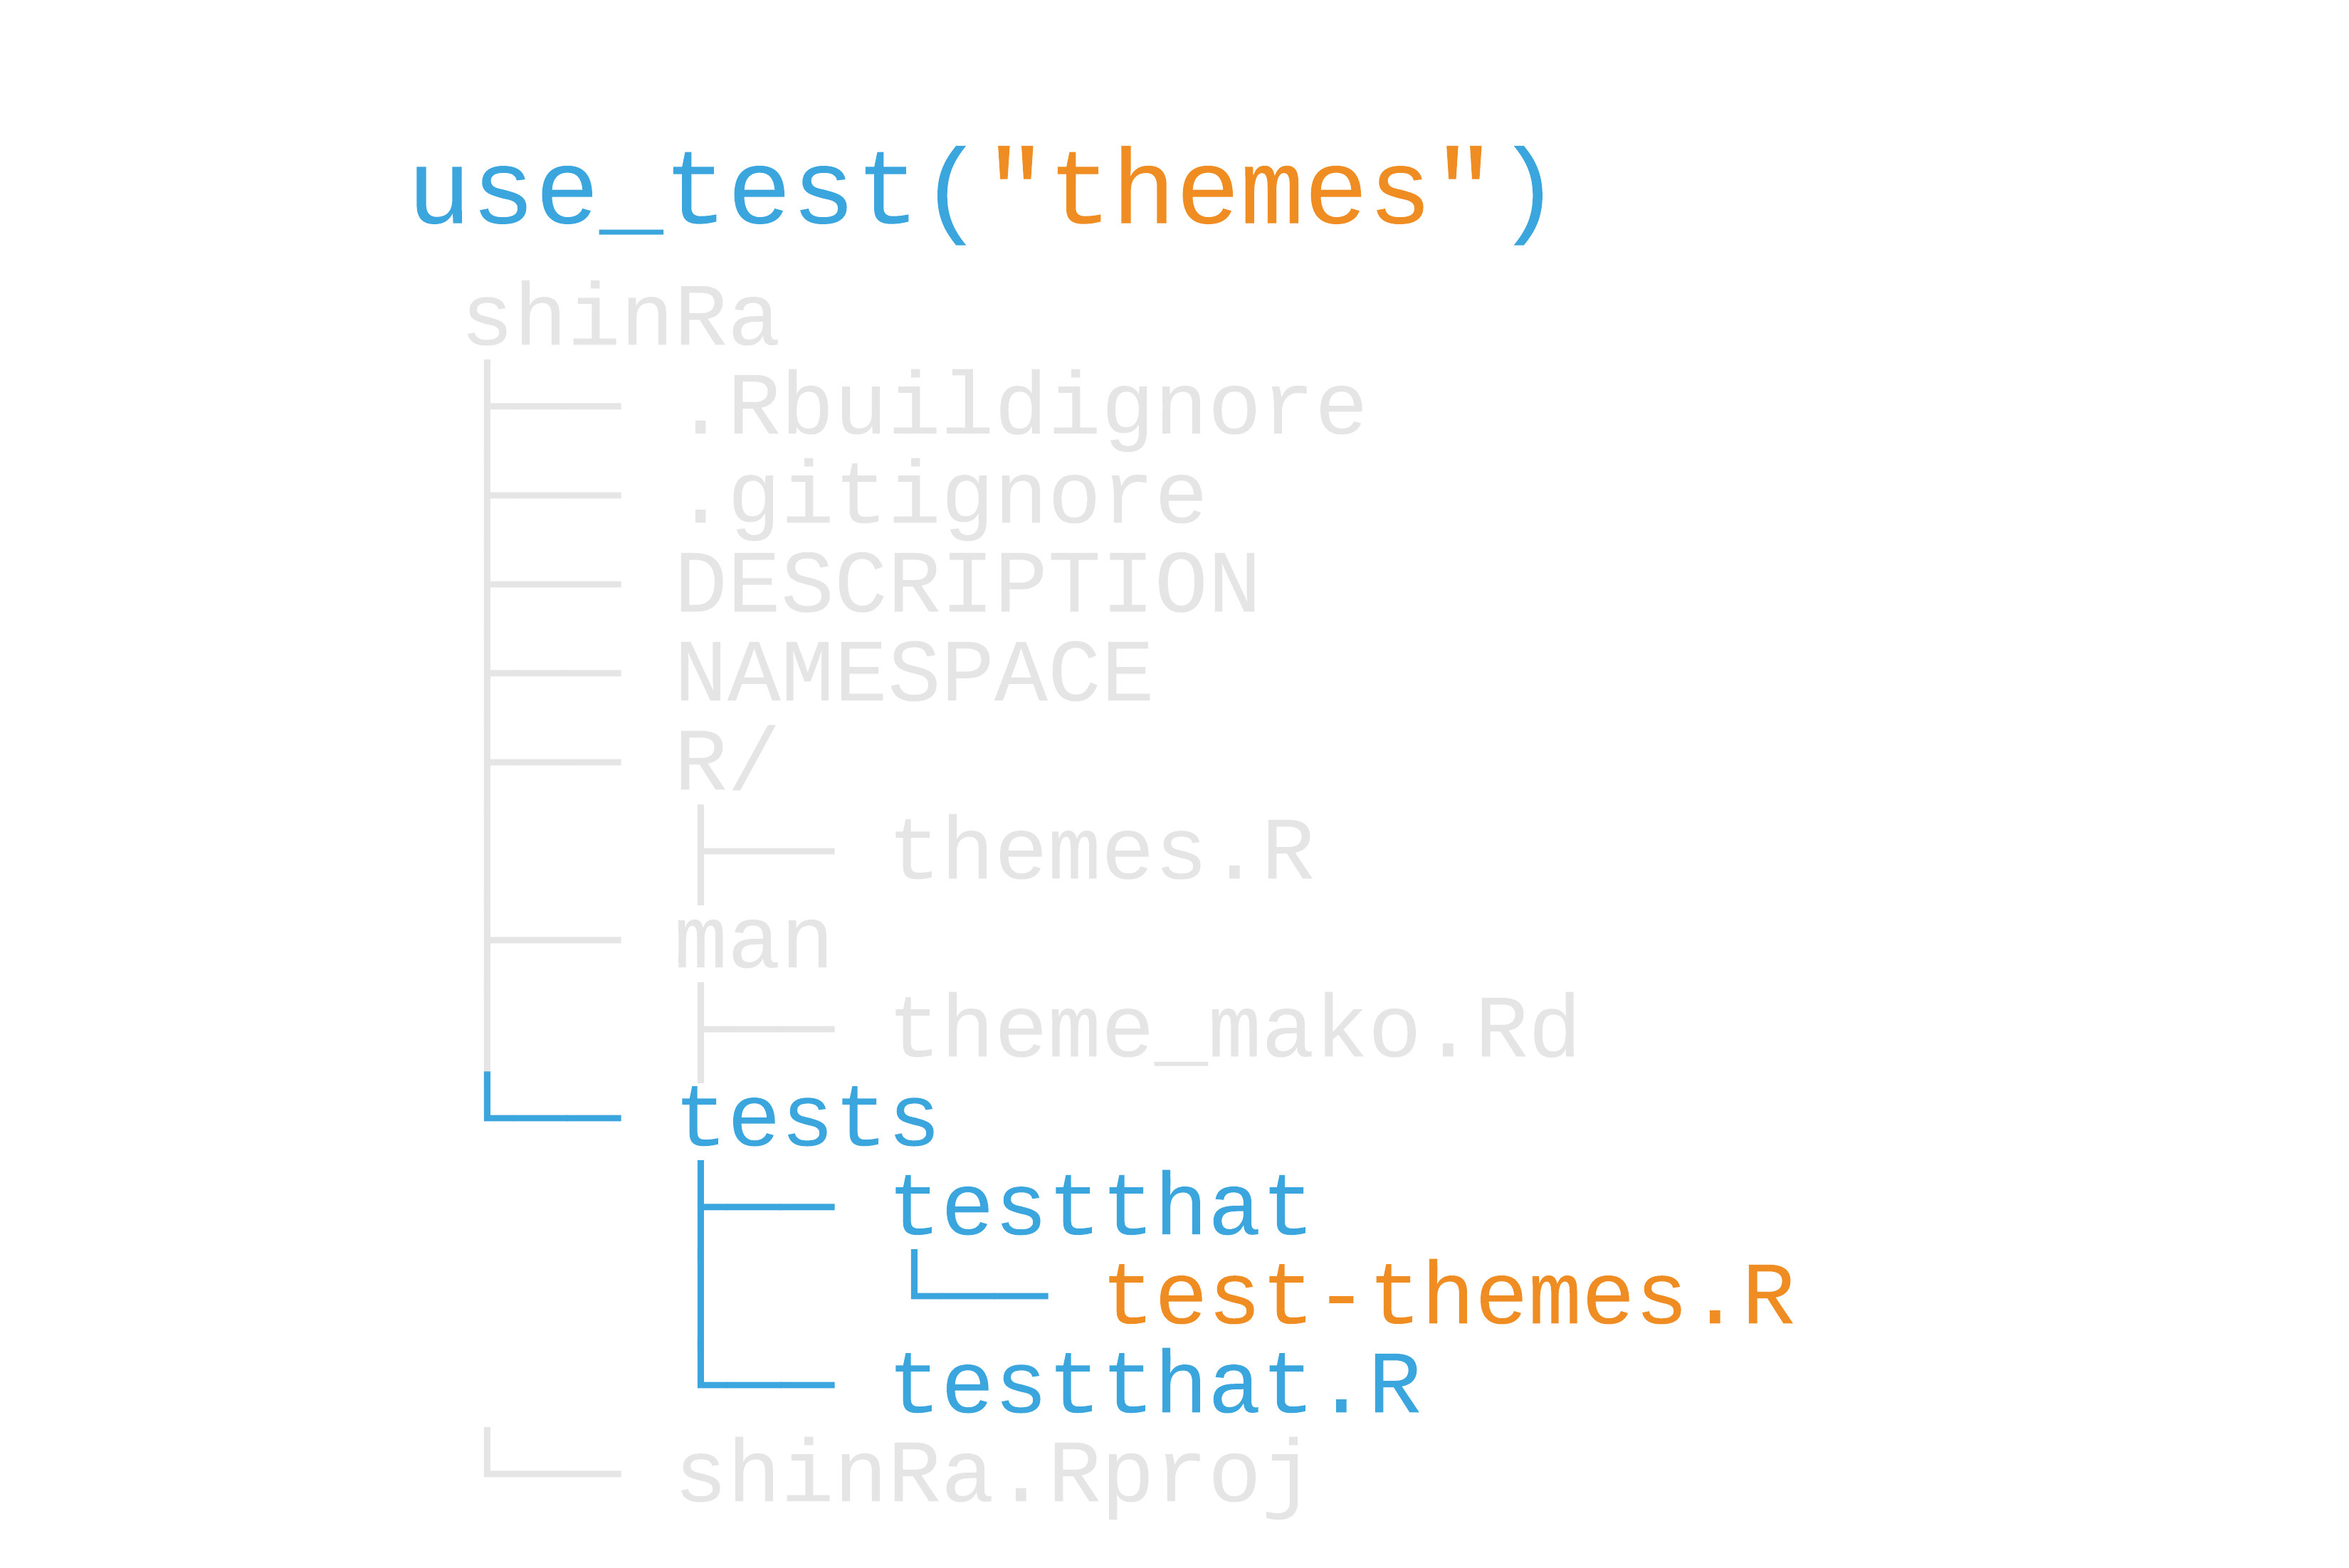 use_test("themes")
shinRa
.Rbuildignore
.gitignore
DESCRIPTION
NAMESPACE
R/
themes.R
man
theme_mako.Rd
tests
testthat
test-themes.R
testthat.R
shinRa.Rproj